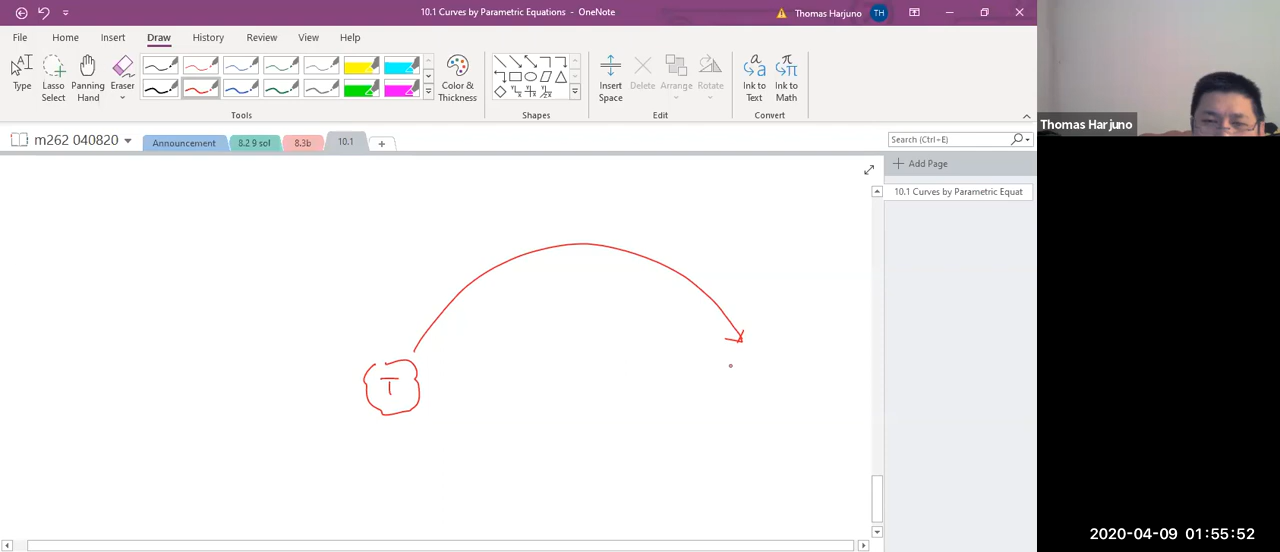 10.1 Curves by Parametric Equations - OneNote
Thomas Harjuno TH
File Home Insert Draw History Review View Help
Type Lasso Select Panning Hand Eraser Color & Thickness Insert Space Delete Arrange Rotate Ink to Text Ink to Math
Tools Shapes Edit Convert
m262 040820 Announcement 8.2 9 sol 8.3b 10.1 Search (Ctrl+E)
Add Page
10.1 Curves by Parametric Equat
T
Thomas Harjuno
2020-04-09 01:55:52